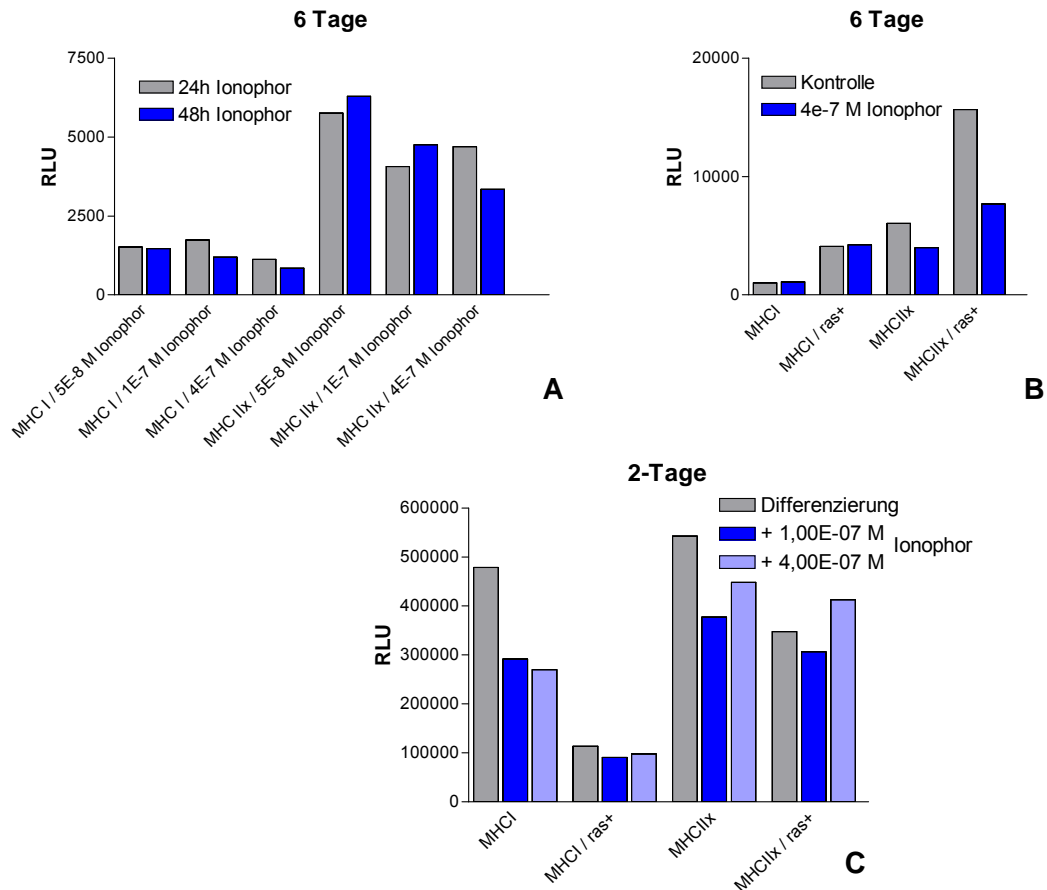 6 Tage
7500
5000
2500
0
RLU
24h Ionophor
48h Ionophor
MHC I / 5E-8 M Ionophor
MHC I / 1E-7 M Ionophor
MHC I / 4E-7 M Ionophor
MHC IIx / 5E-8 M Ionophor
MHC IIx / 1E-7 M Ionophor
MHC IIx / 4E-7 M Ionophor
A
6 Tage
20000
10000
0
RLU
Kontrolle
4e-7 M Ionophor
MHCI
MHCI / ras+
MHCIIx
MHCIIx / ras+
B
2-Tage
600000
500000
400000
300000
200000
100000
0
RLU
Differenzierung
+ 1,00E-07 M
+ 4,00E-07 M
Ionophor
MHCI
MHCI / ras+
MHCIIx
MHCIIx / ras+
C